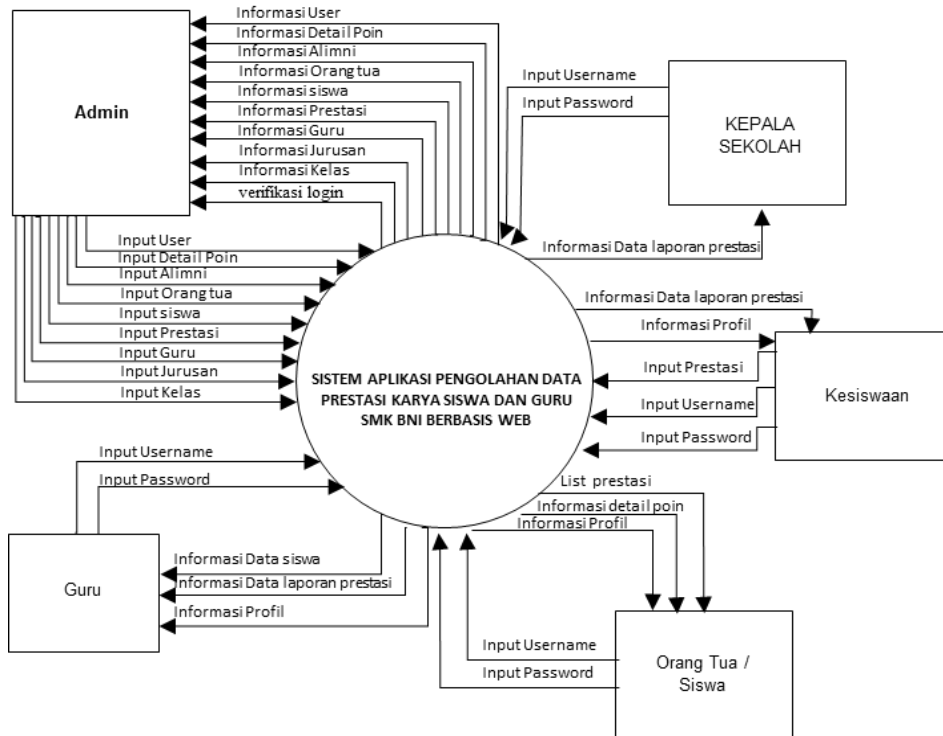 Informasi User
Informasi Detail Poin
Informasi Alimni
Informasi Orang tua
Informasi siswa
Informasi Prestasi
Informasi Guru
Informasi Jurusan
Informasi Kelas
verifikasi login
Admin
Input User
Input Detail Poin
Input Alimni
Input Orang tua
Input siswa
Input Prestasi
Input Guru
Input Jurusan
Input Kelas
Input Username
Input Password
KEPALA
SEKOLAH
Informasi Data laporan prestasi
Informasi Data laporan prestasi
Informasi Profil
Input Prestasi
Input Username
Input Password
Kesiswaan
SISTEM APLIKASI PENGOLAHAN DATA
PRESTASI KARYA SISWA DAN GURU
SMK BNI BERBASIS WEB
Input Username
Input Password
Guru
Informasi Data siswa
Informasi Data laporan prestasi
Informasi Profil
List prestasi
Informasi detail poin
Informasi Profil
Input Username
Input Password
Orang Tua /
Siswa